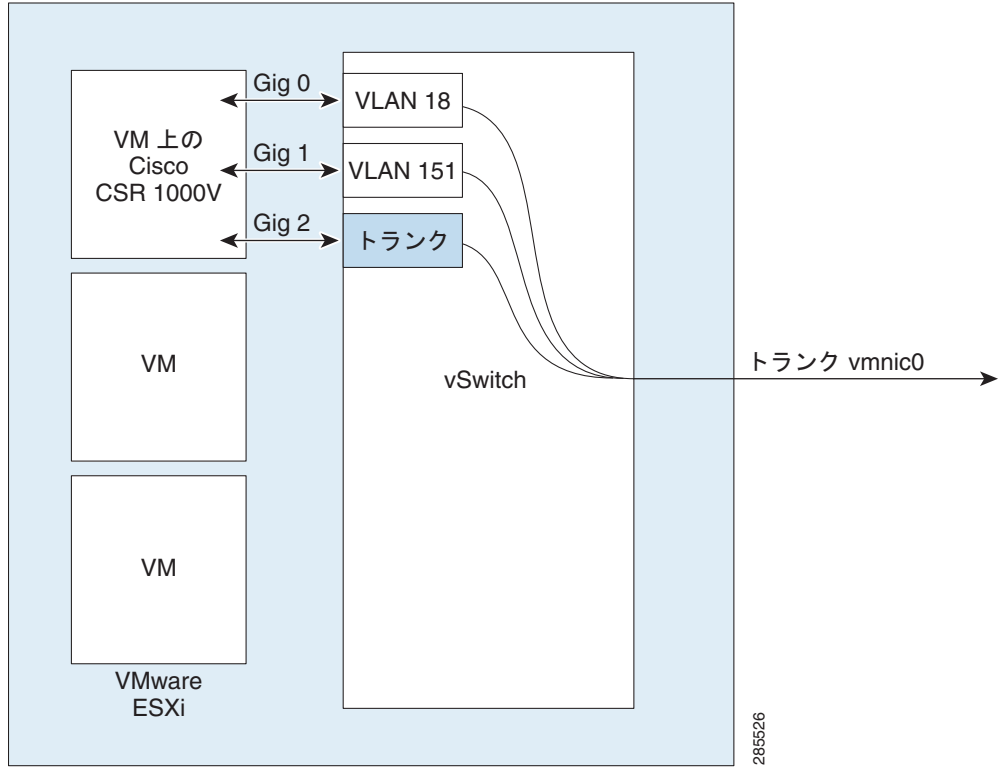 Gig 0
VLAN 18
VM 上の
Cisco
CSR 1000V
Gig 1
VLAN 151
Gig 2
トランク
VM
vSwitch
トランク vmnic0
VM
VMware
ESXi
285526